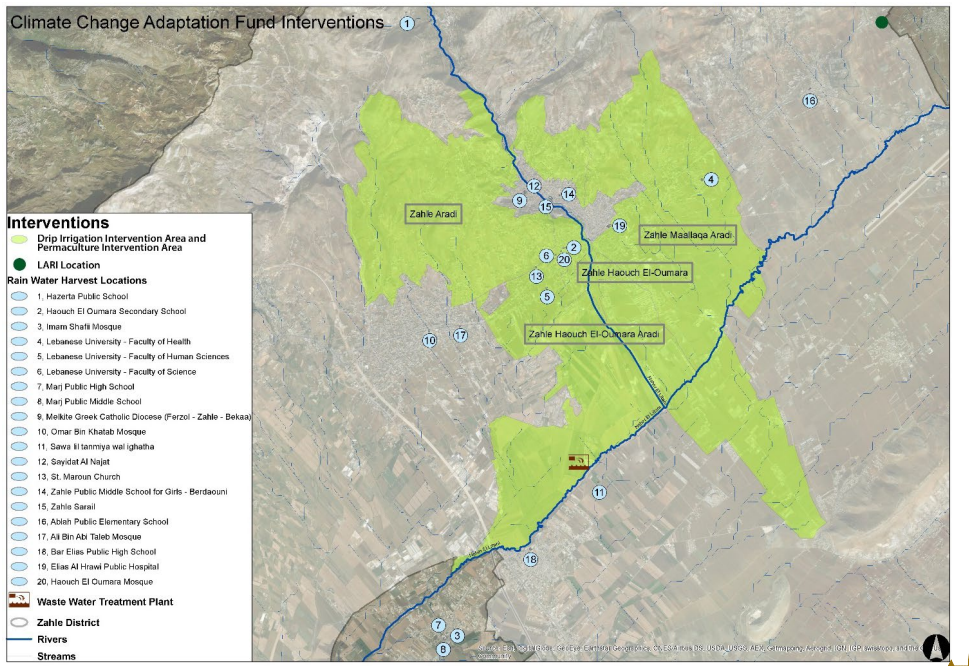 Climate Change Adaptation Fund Interventions
1
16
4
12
9
14
15
19
Zahle Aradi
Zahle Maallaqa Aradi
2
6
20
13
Zahle Haouch El-Oumara
5
Zahle Haouch El-Oumara Aradi
10
17
11
18
7
3
8
Interventions
Drip Irrigation Intervention Area and
Permaculture Intervention Area
LARI Location
Rain Water Harvest Locations
1, Hazerta Public School
2, Haouch El Oumara Secondary School
3, Imam Shafii Mosque
4, Lebanese University - Faculty of Health
5, Lebanese University - Faculty of Human Sciences
6, Lebanese University - Faculty of Science
7, Marj Public High School
8, Marj Public Middle School
9, Melkite Greek Catholic Diocese (Ferzol - Zahle - Bekaa)
10, Omar Bin Khatab Mosque
11, Sawa lil tanmiya wal ighatha
12, Sayidat Al Najat
13, St. Maroun Church
14, Zahle Public Middle School for Girls - Berdaouni
15, Zahle Sarail
16, Ablah Public Elementary School
17, Ali Bin Abi Taleb Mosque
18, Bar Elias Public High School
19, Elias Al Hrawi Public Hospital
20, Haouch El Oumara Mosque
Waste Water Treatment Plant
Zahle District
Rivers
Streams